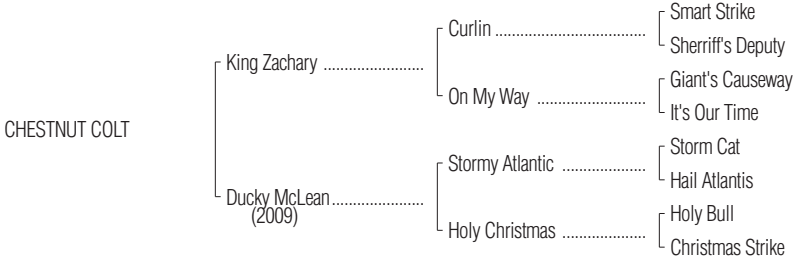 Smart Strike
Curlin ....................................
Sherriff's Deputy
King Zachary .......................
Giant's Causeway
On My Way ..........................
It's Our Time
CHESTNUT COLT
Storm Cat
Stormy Atlantic ....................
Hail Atlantis
Ducky McLean.....................
(2009)
Holy Bull
Holy Christmas ....................
Christmas Strike